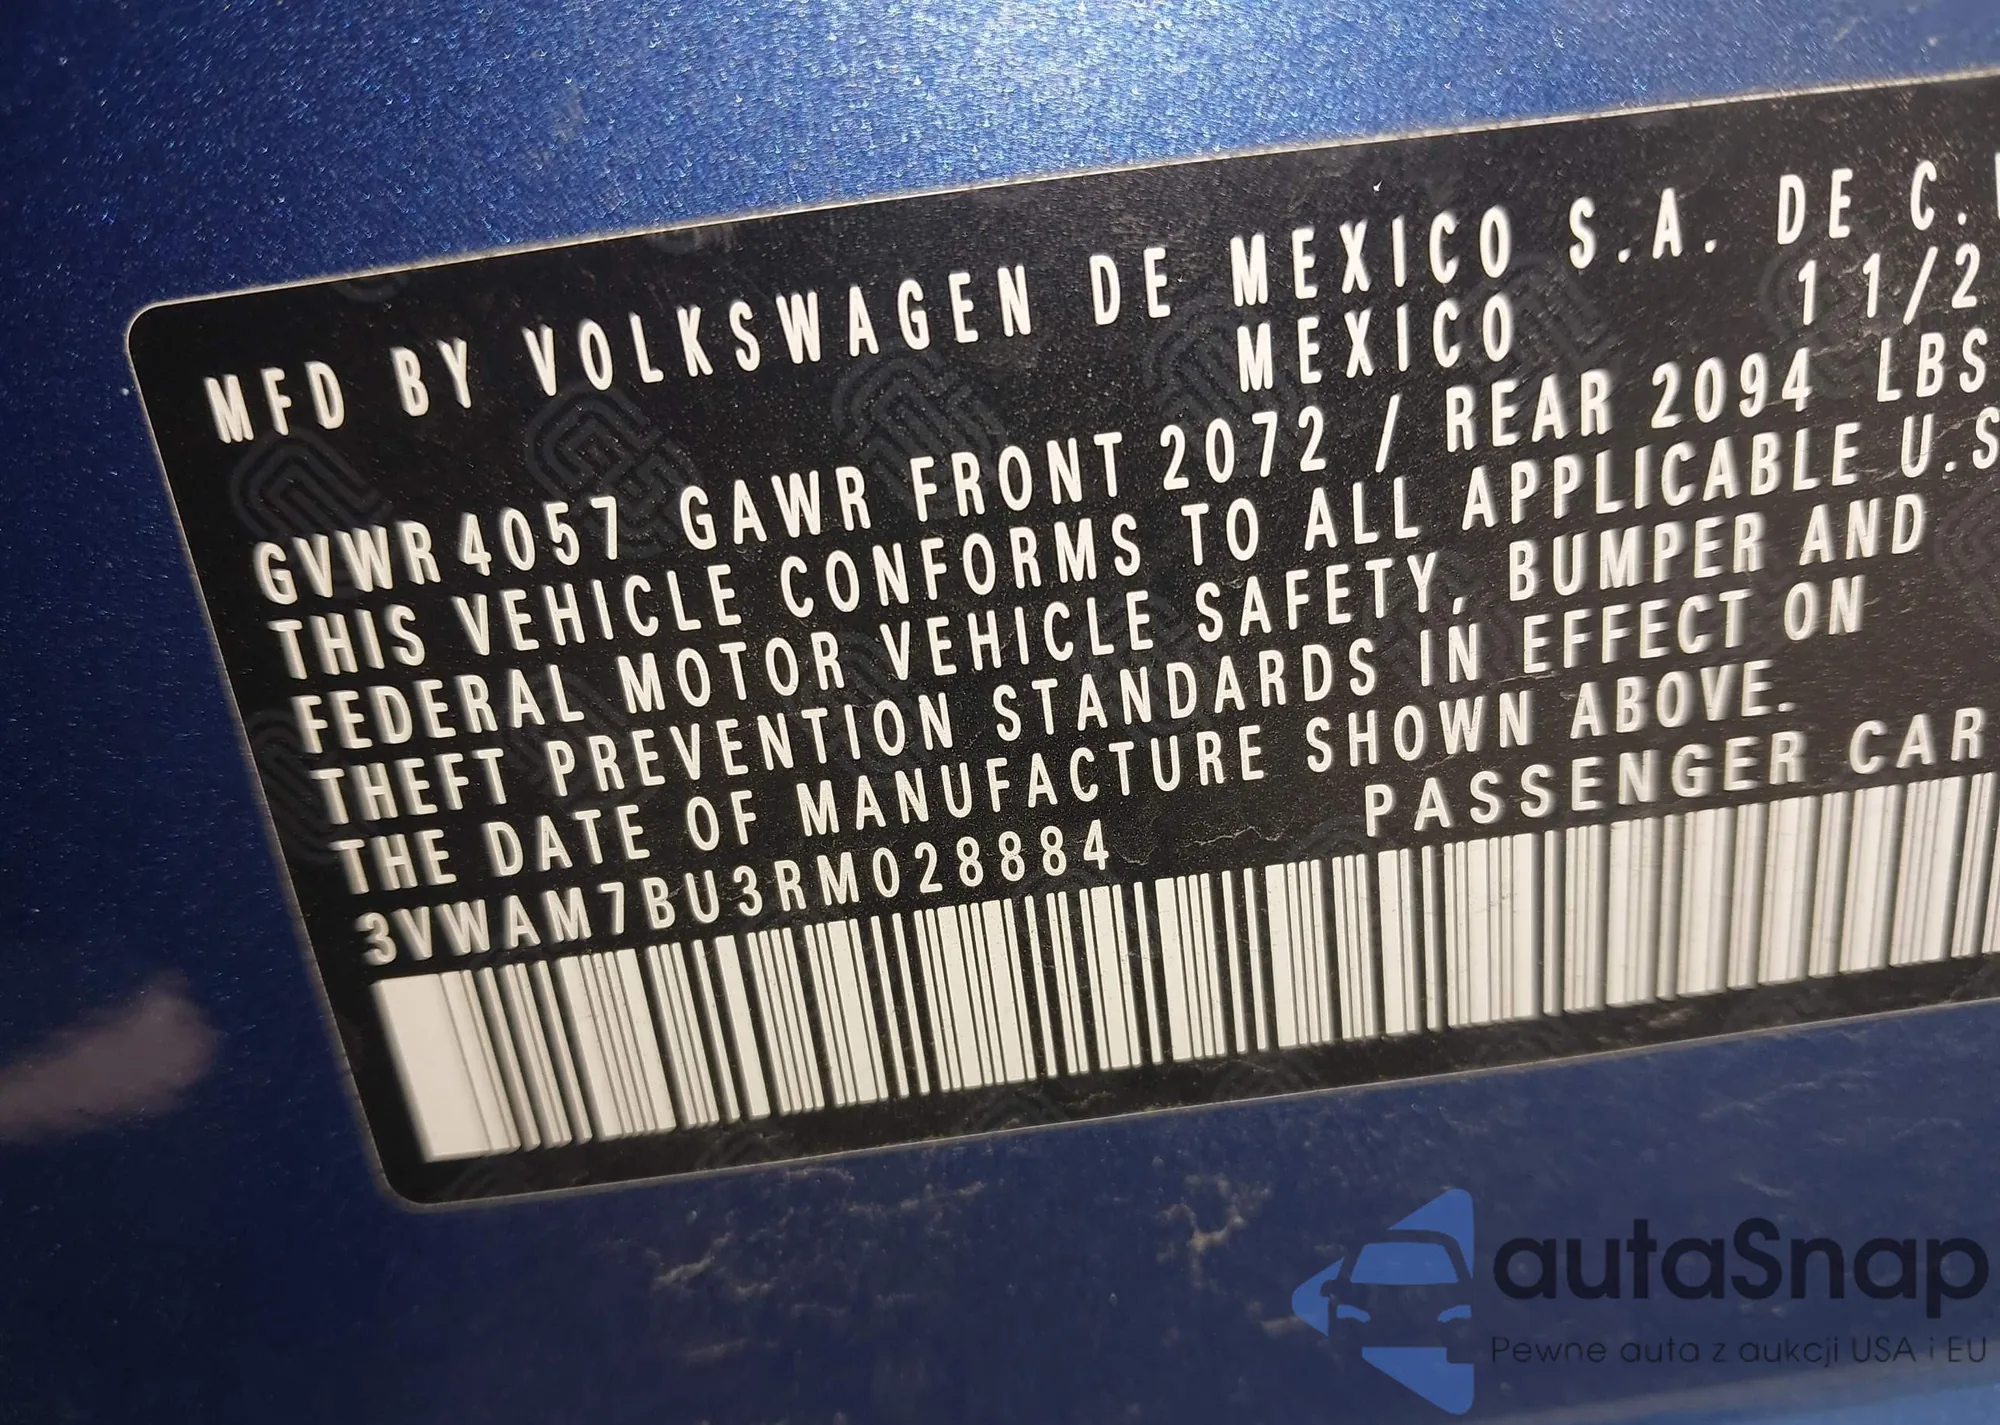 MFD BY VOLKSWAGEN DE MEXICO S.A. DE C.
MEXICO 11/2
GVWR 4057 GAWR FRONT 2072 / REAR 2094 LBS
THIS VEHICLE CONFORMS TO ALL APPLICABLE U.S
FEDERAL MOTOR VEHICLE SAFETY, BUMPER AND
THEFT PREVENTION STANDARDS IN EFFECT ON
THE DATE OF MANUFACTURE SHOWN ABOVE.
3VWAM7BU3RM028884 PASSENGER CAR
autaSnap
Pewne auta z aukcji USA i EU